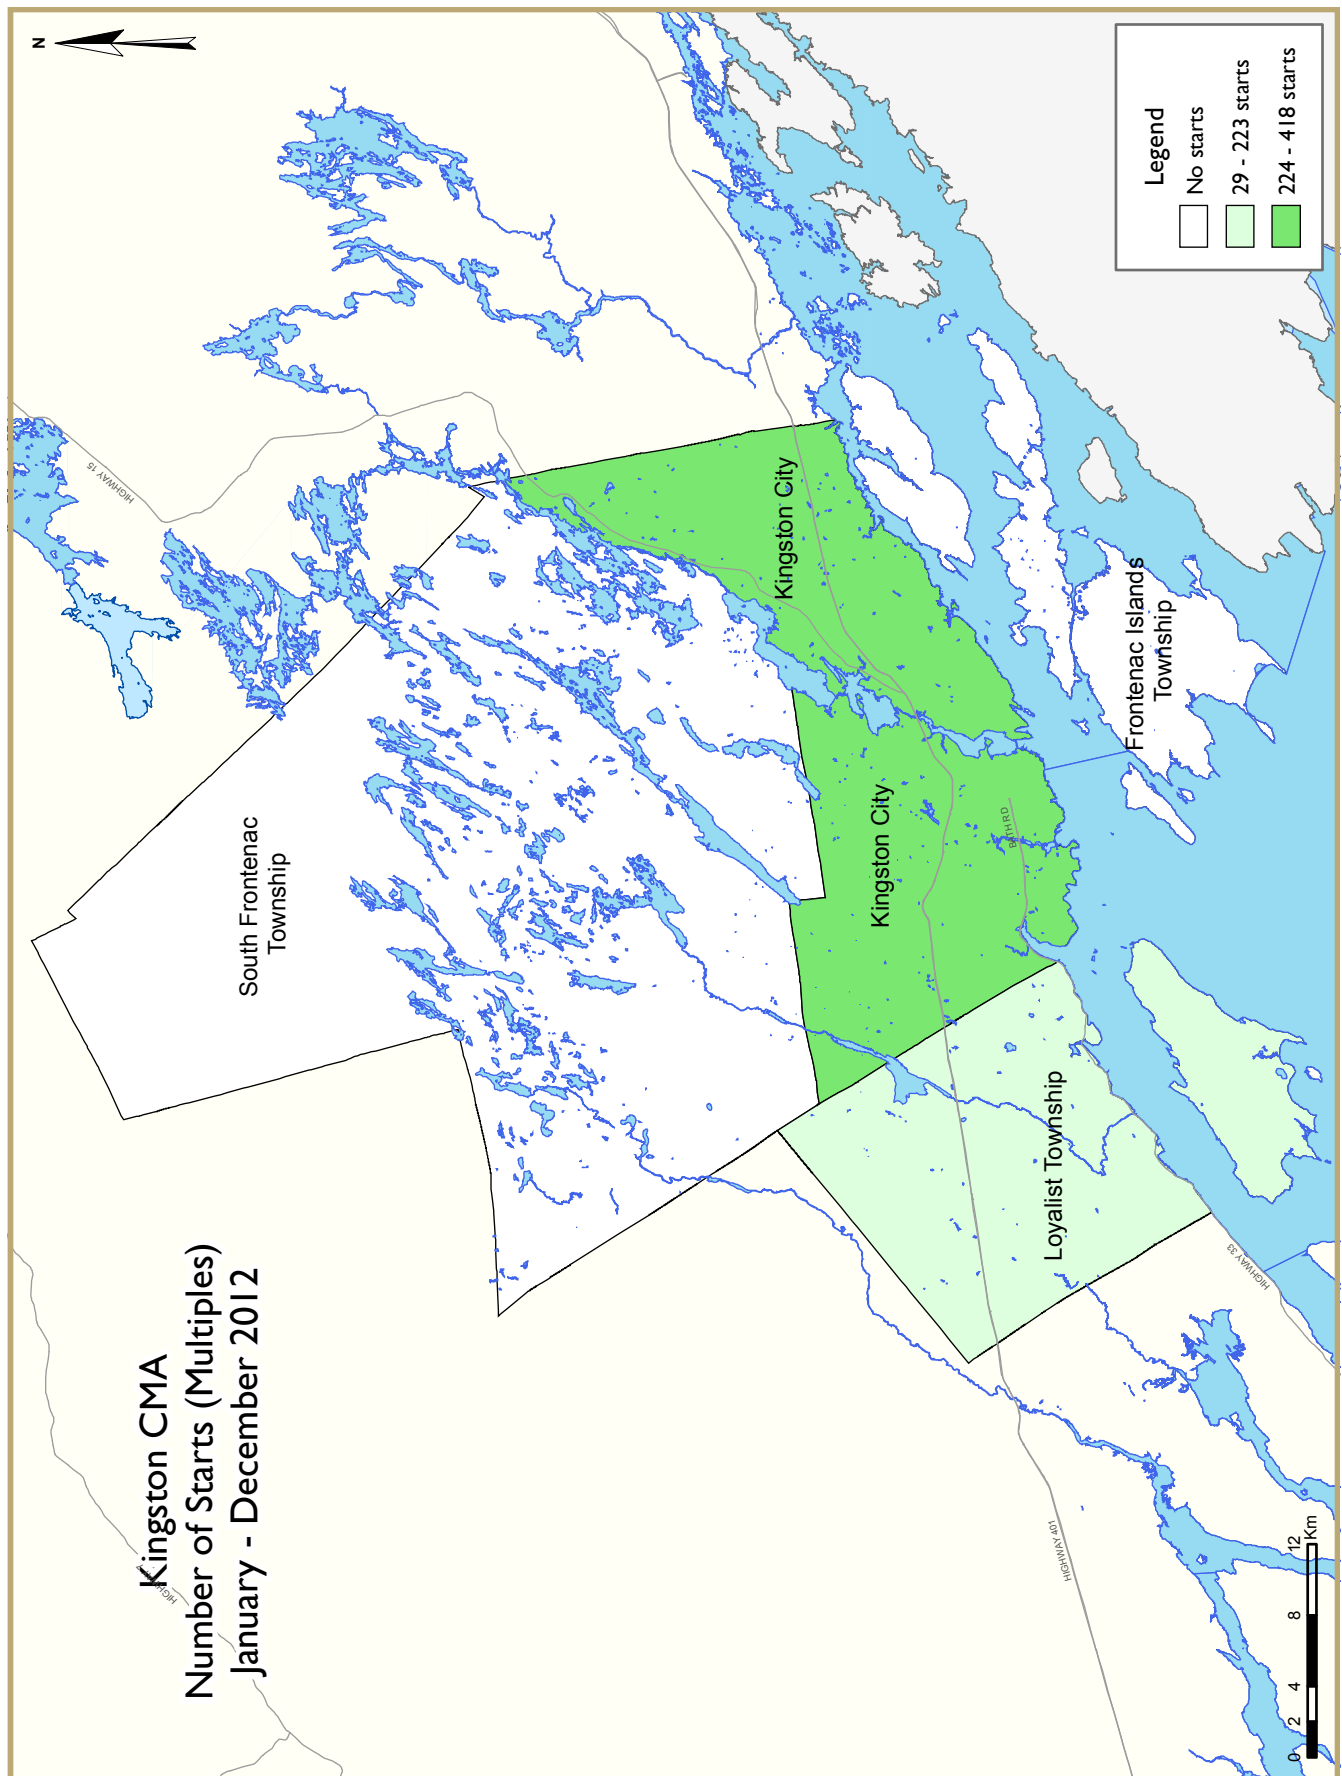 Kingston CMA
Number of Starts (Multiples)
January - December 2012
N
HIGHWAY 15
South Frontenac
Township
Kingston City
Kingston City
BATH RD
Frontenac Islands
Township
Loyalist Township
HIGHWAY 33
HIGHWAY 401
Legend
No starts
29 - 223 starts
224 - 418 starts
0 2 4 8 12
Km